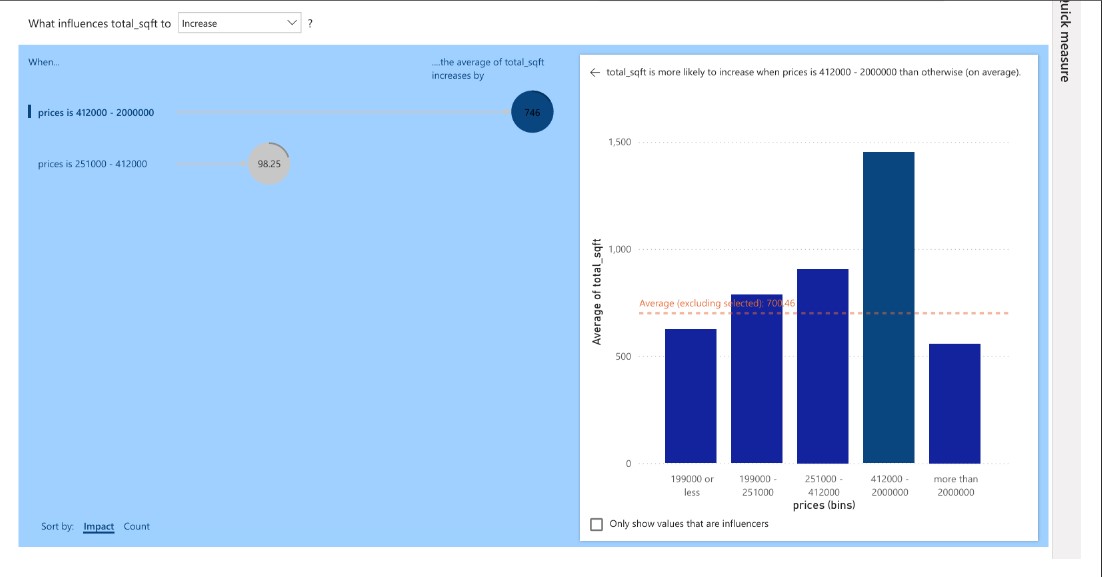 What influences total_sqft to Increase ?
When...
....the average of total_sqft
increases by
prices is 412000 - 2000000
746
prices is 251000 - 412000
98.25
Sort by: Impact Count
total_sqft is more likely to increase when prices is 412000 - 2000000 than otherwise (on average).
1,500
1,000
500
0
Average of total_sqft
Average (excluding selected): 700.46
199000 or
less
199000 -
251000
251000 -
412000
412000 -
2000000
more than
2000000
prices (bins)
Only show values that are influencers
uick measure